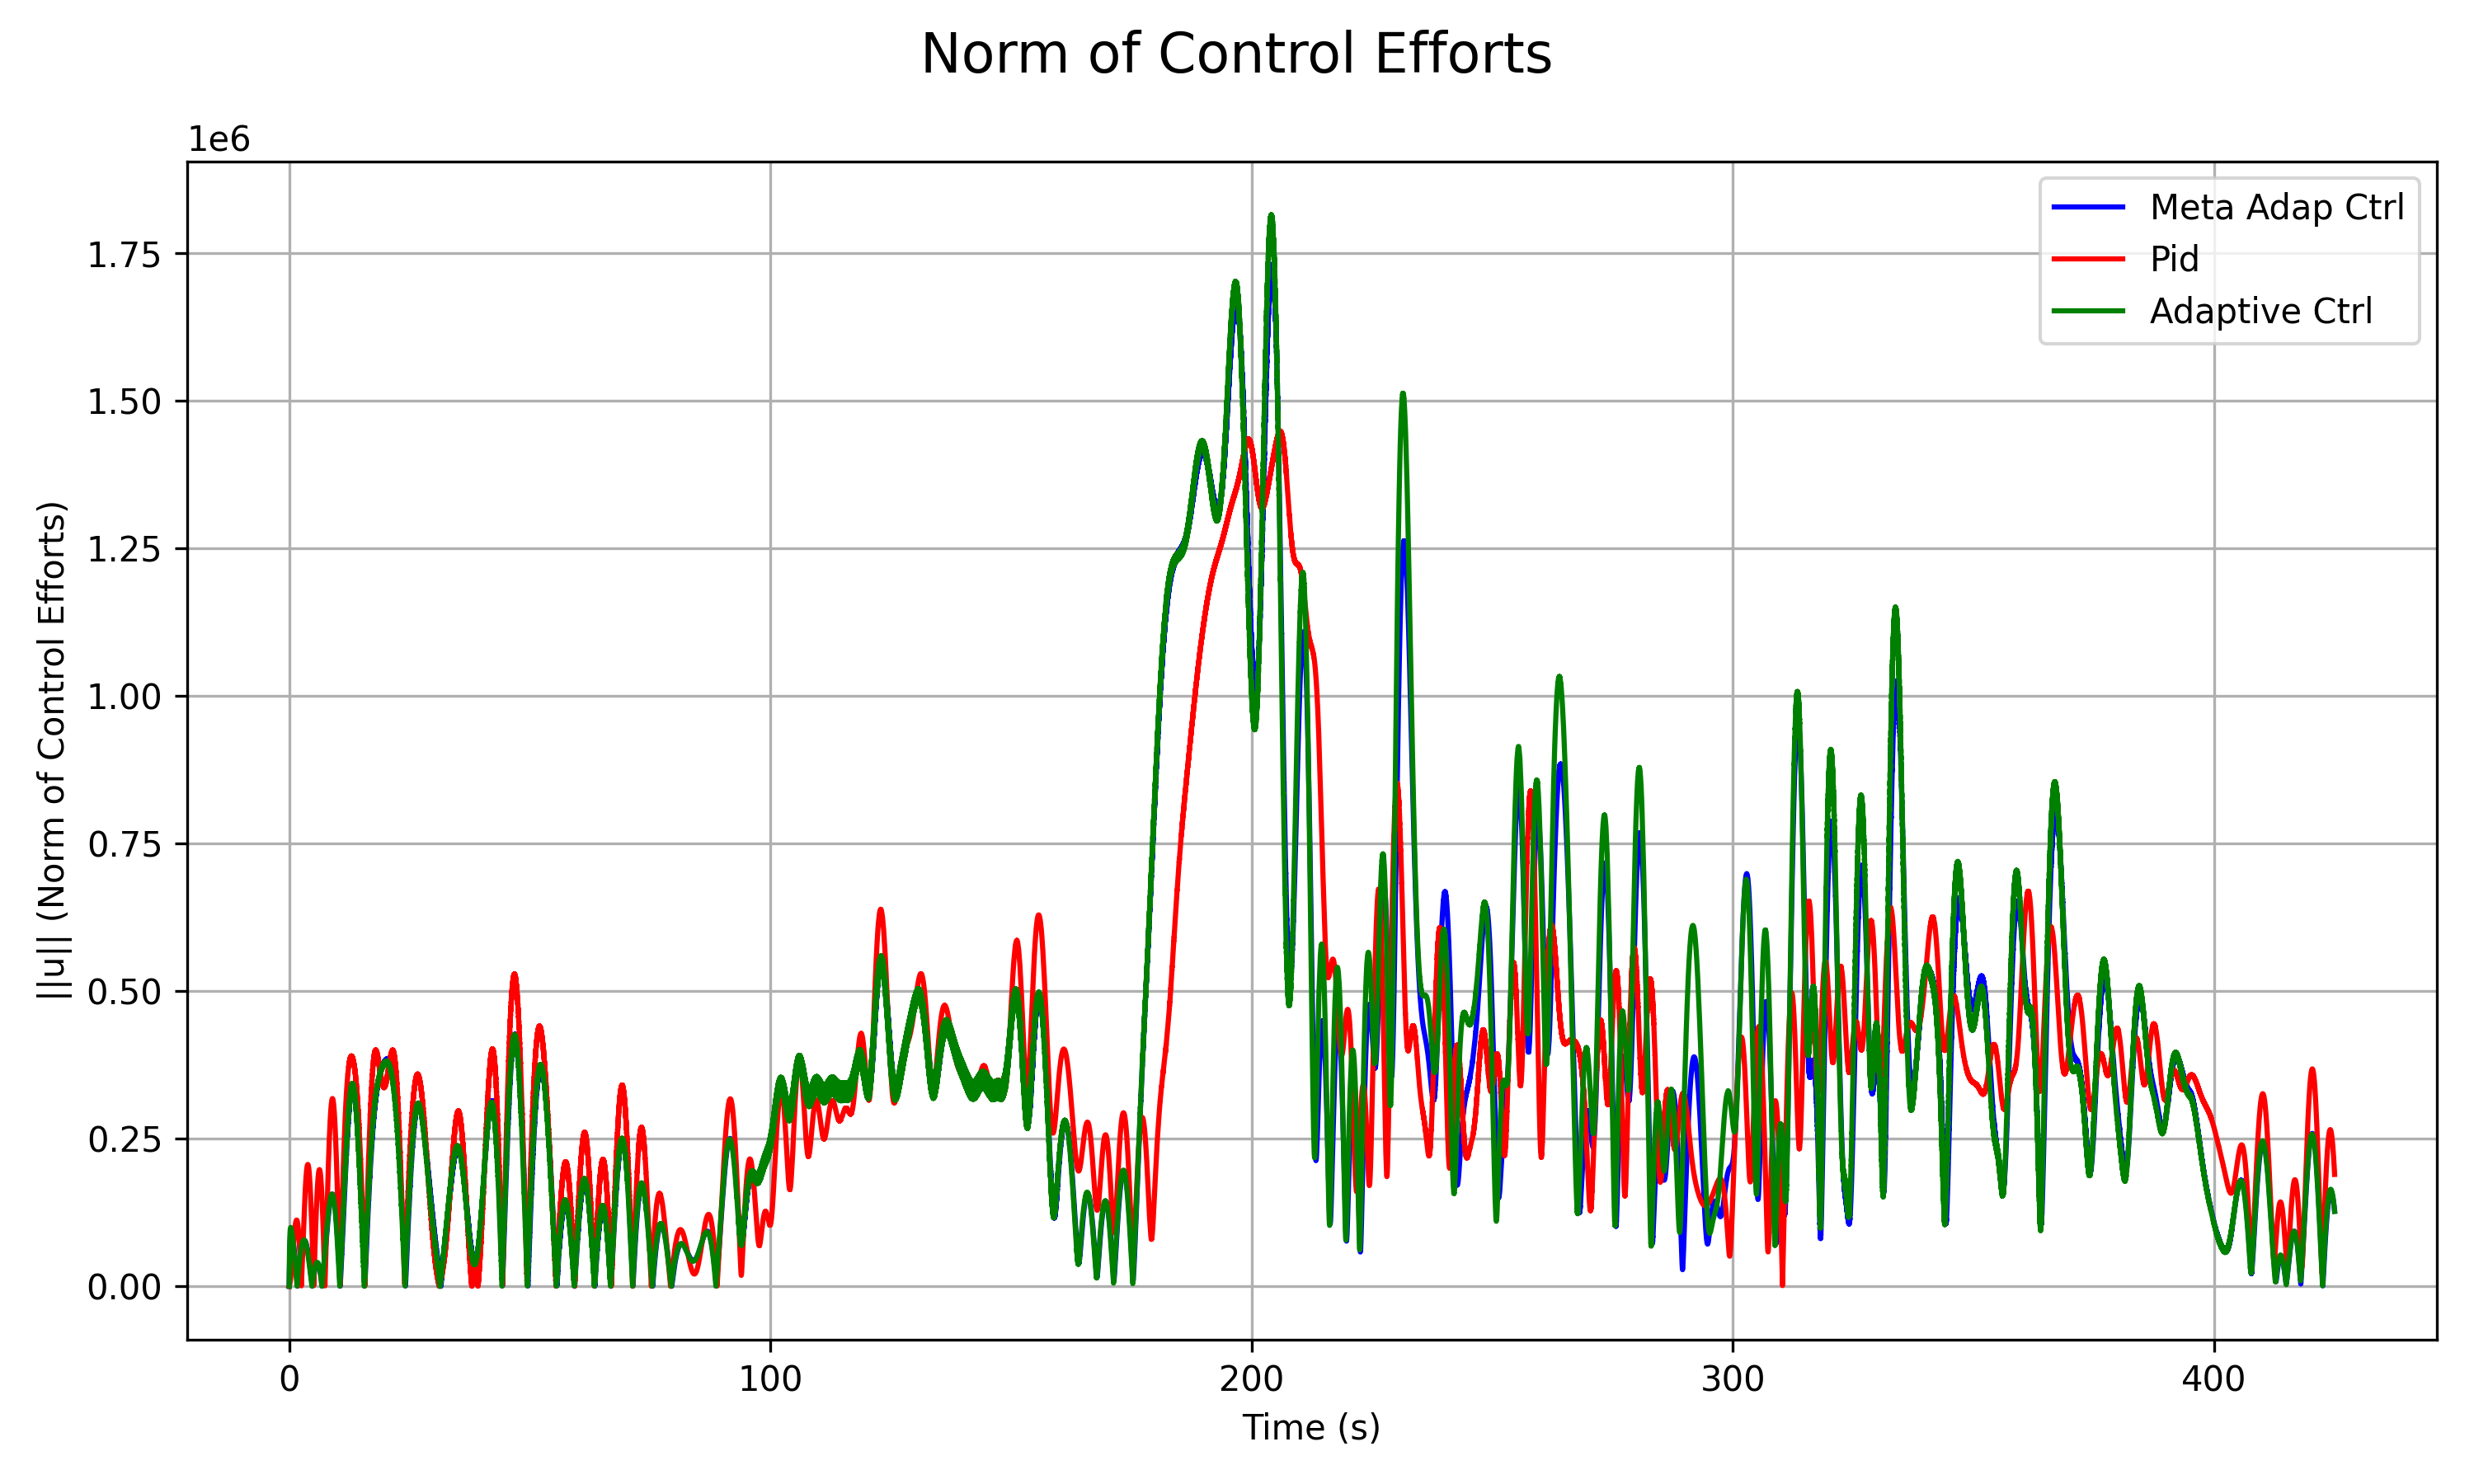 Norm of Control Efforts
1e6
Meta Adap Ctrl
Pid
Adaptive Ctrl
||u|| (Norm of Control Efforts)
1.75
1.50
1.25
1.00
0.75
0.50
0.25
0.00
0 100 200 300 400
Time (s)